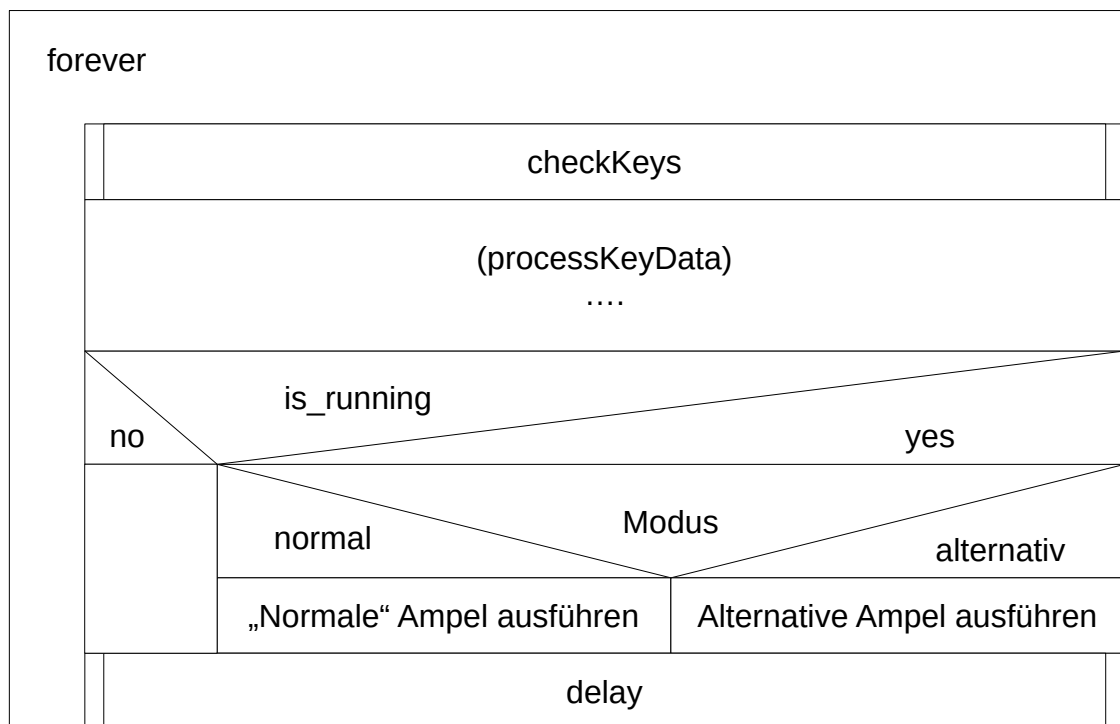 forever
checkKeys
(processKeyData)
....
is_running
no
yes
Modus
normal
alternativ
„Normale“ Ampel ausführen
Alternative Ampel ausführen
delay